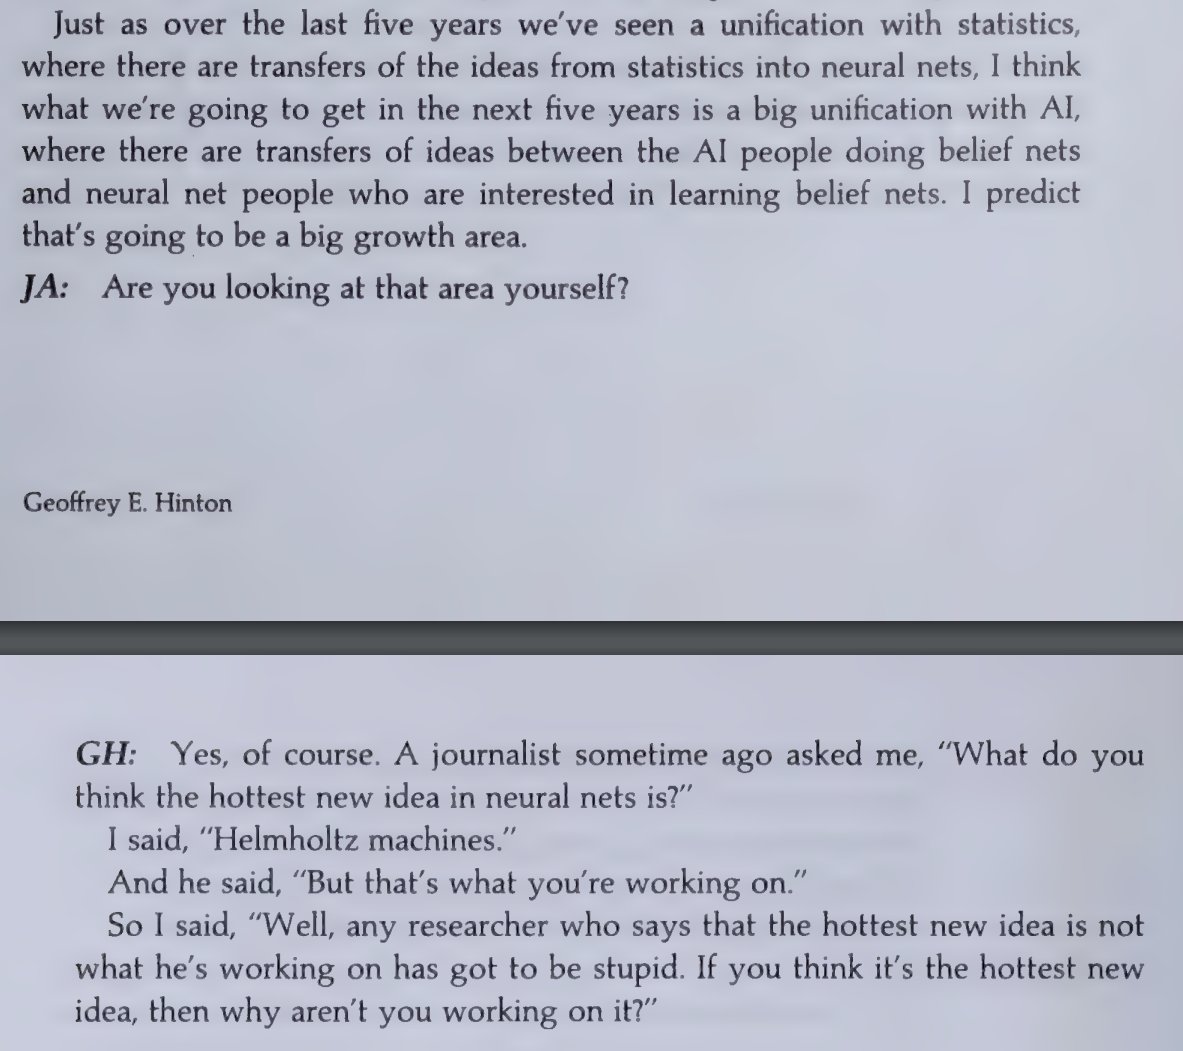 Just as over the last five years we've seen a unification with statistics,
where there are transfers of the ideas from statistics into neural nets, I think
what we're going to get in the next five years is a big unification with AI,
where there are transfers of ideas between the AI people doing belief nets
and neural net people who are interested in learning belief nets. I predict
that's going to be a big growth area.
JA: Are you looking at that area yourself?
Geoffrey E. Hinton
GH: Yes, of course. A journalist sometime ago asked me, "What do you
think the hottest new idea in neural nets is?"
I said, "Helmholtz machines."
And he said, "But that's what you're working on."
So I said, "Well, any researcher who says that the hottest new idea is not
what he's working on has got to be stupid. If you think it's the hottest new
idea, then why aren't you working on it?"